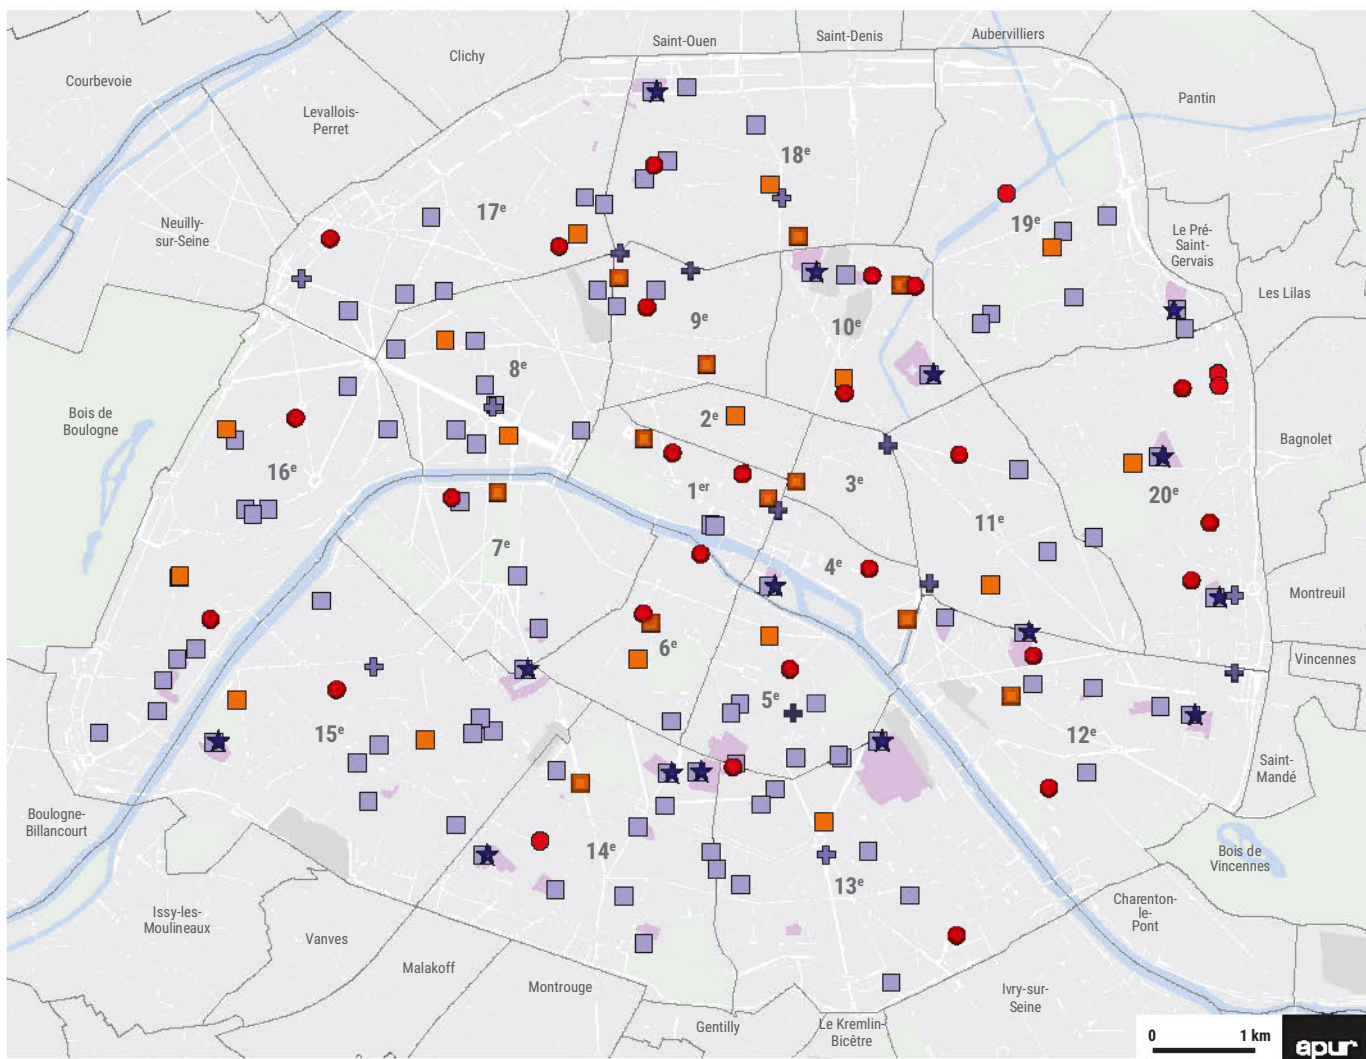 Saint-Ouen
Saint-Denis
Aubervilliers
Clichy
Courbevoie
Levallois-
Perret
Pantin
18e
17e
19e
Neuilly-
sur-Seine
Le Pré-
Saint-
Gervais
Les Lilas
9e
10e
8e
Bois de
Boulogne
2e
Bagnolet
16e
1er
3e
20e
11e
7e
4e
Montreuil
6e
Vincennes
5e
15e
12e
Saint-
Mandé
Boulogne-
Billancourt
14e
Bois de
Vincennes
13e
Charenton-
le-
Pont
Issy-les-
Moulineaux
Vanves
Malakoff
Montrouge
Ivry-sur-
Seine
Gentilly
Le Kremlin-
Bicêtre
0 1 km
apur